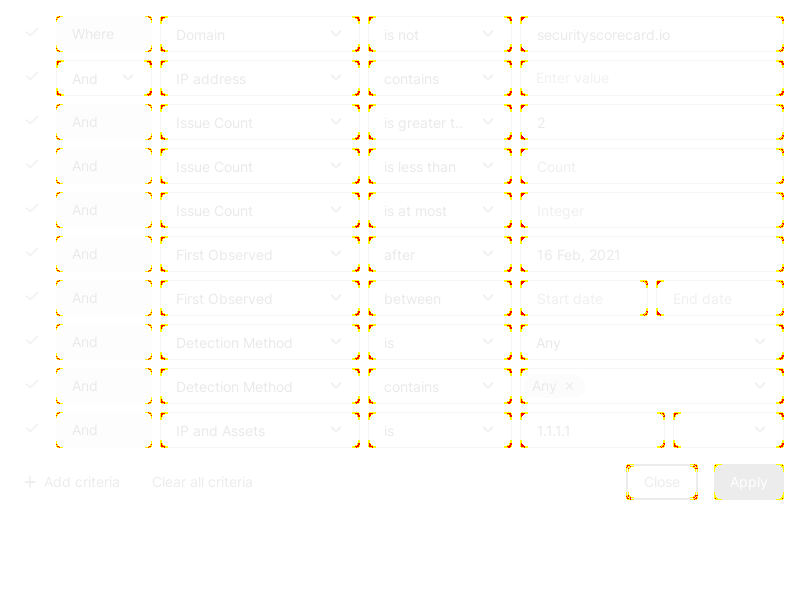 Where Domain is not securityscorecard.io
And IP address contains Enter value
And Issue Count is greater t.. 2
And Issue Count is less than Count
And Issue Count is at most Integer
And First Observed after 16 Feb, 2021
And First Observed between Start date End date
And Detection Method is Any
And Detection Method contains Any
And IP and Assets is 1.1.1.1
Add criteria Clear all criteria Close Apply